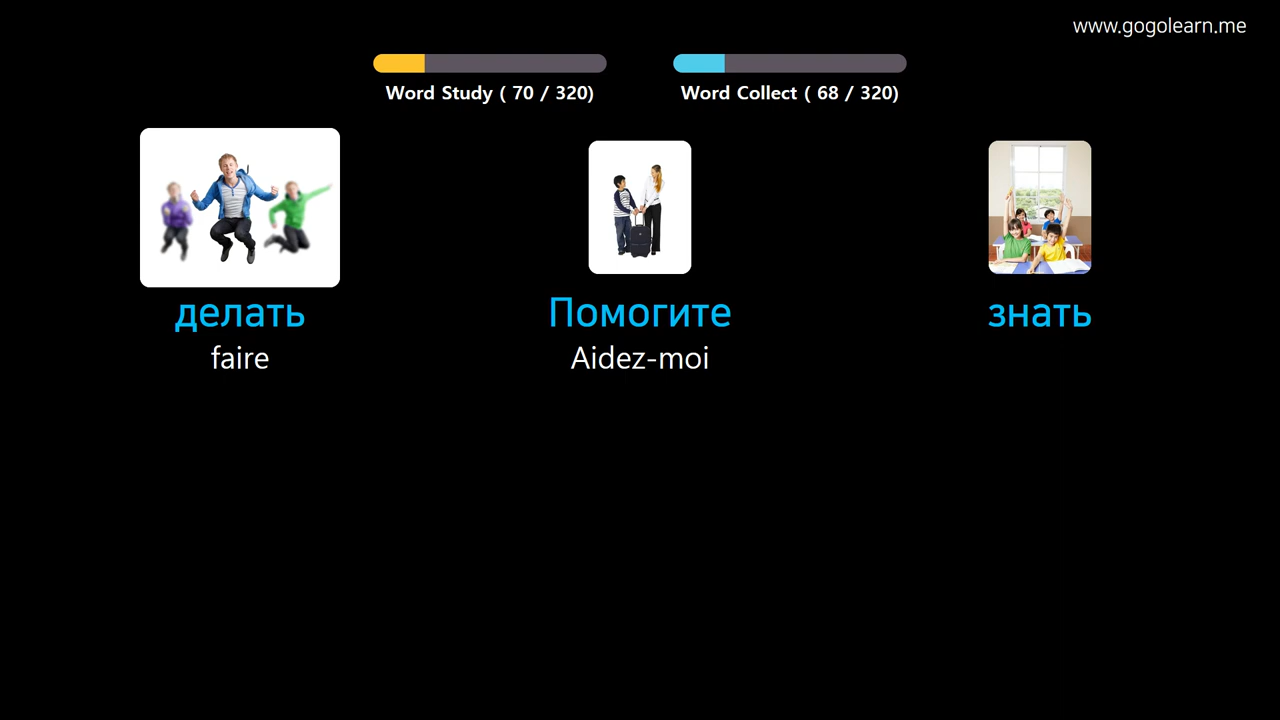 www.gogolearn.me
Word Study ( 70 / 320)
Word Collect ( 68 / 320)
делать
Помогите
знать
faire
Aidez-moi